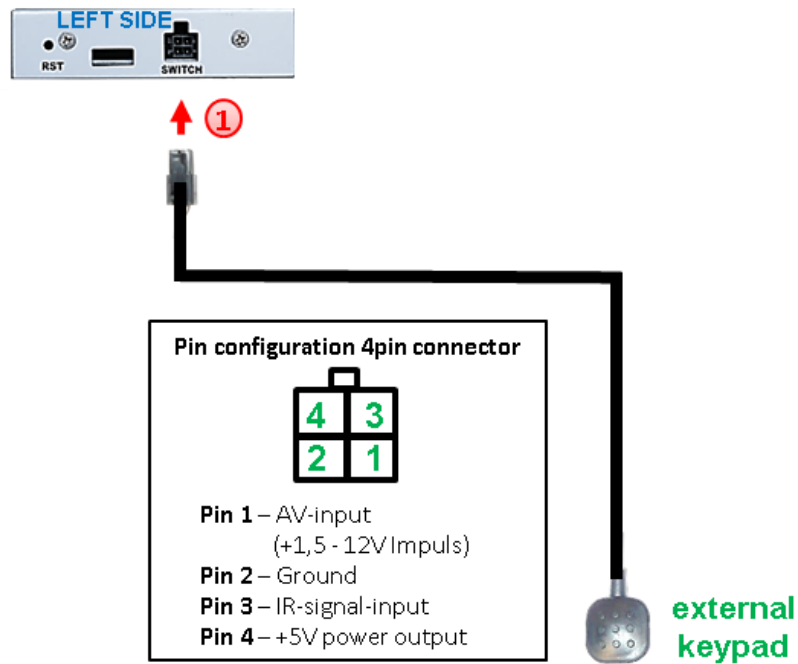 LEFT SIDE
RST
SWITCH
1
Pin configuration 4pin connector
4 3
2 1
Pin 1 – AV-input
(+1,5 - 12V Impuls)
Pin 2 – Ground
Pin 3 – IR-signal-input
Pin 4 – +5V power output
external
keypad